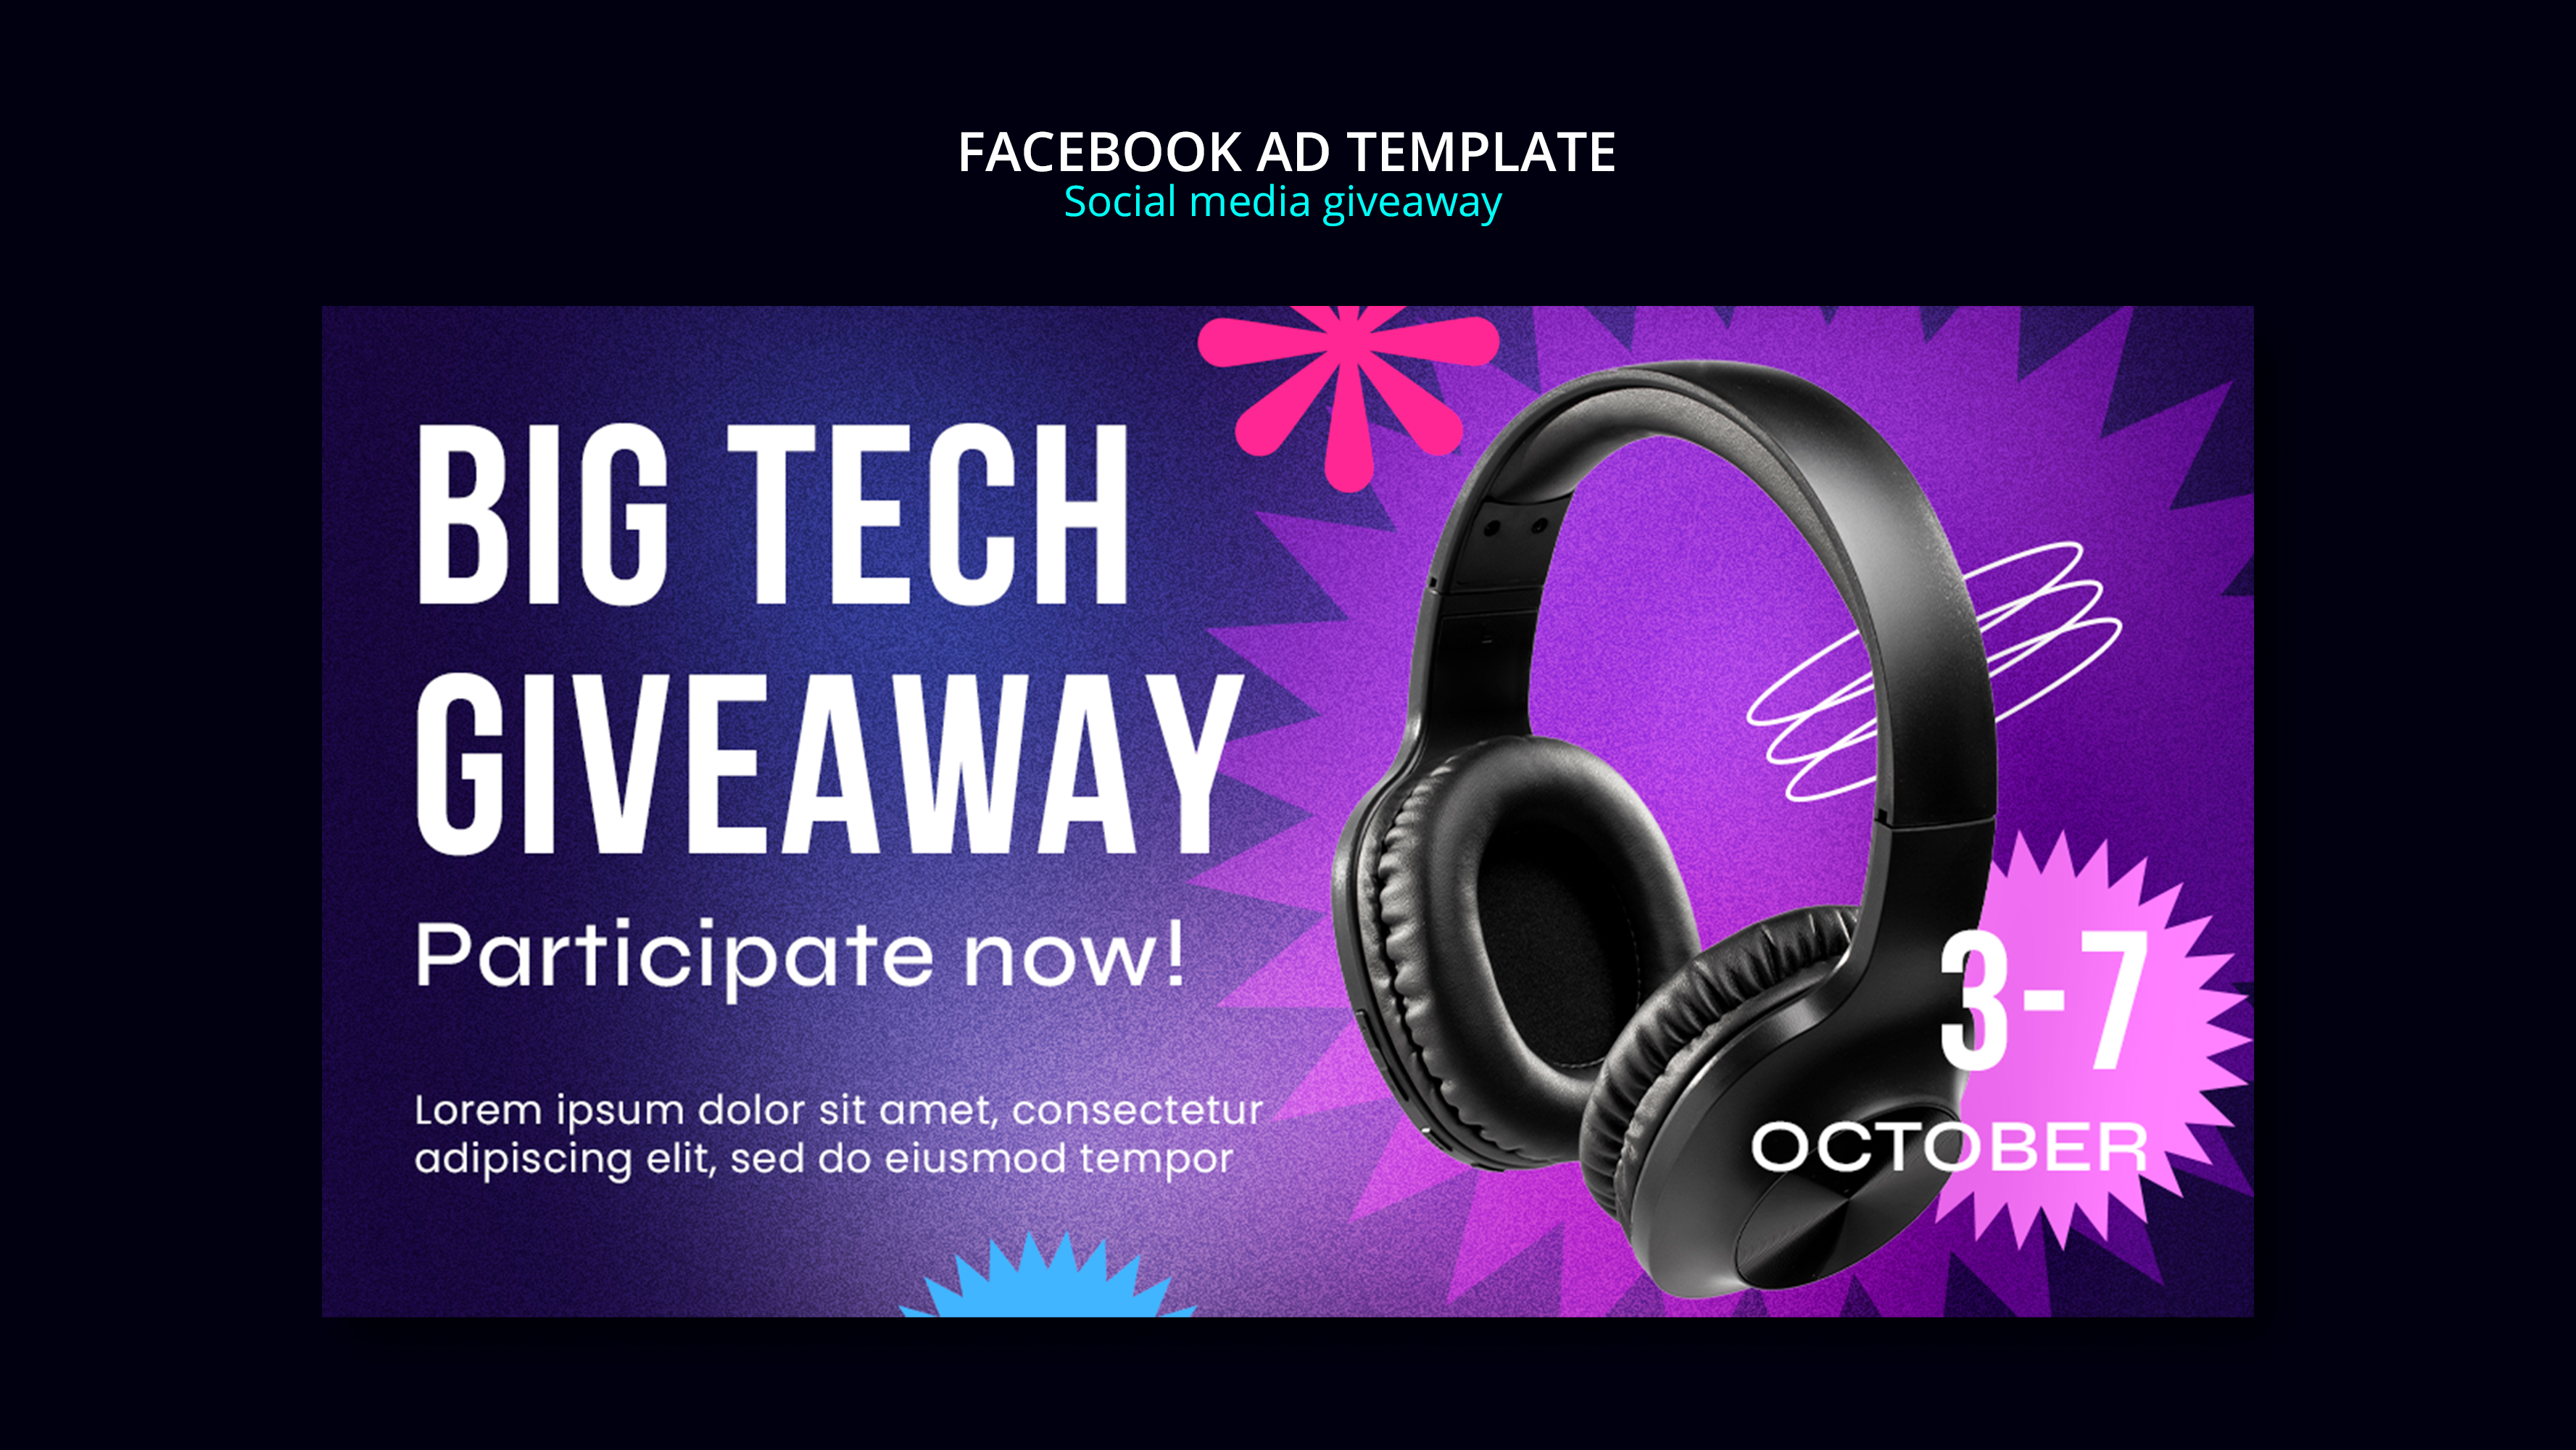 FACEBOOK AD TEMPLATE
Social media giveaway
BIG TECH
GIVEAWAY
Participate now!
Lorem ipsum dolor sit amet, consectetur
adipiscing elit, sed do eiusmod tempor
3-7
OCTOBER